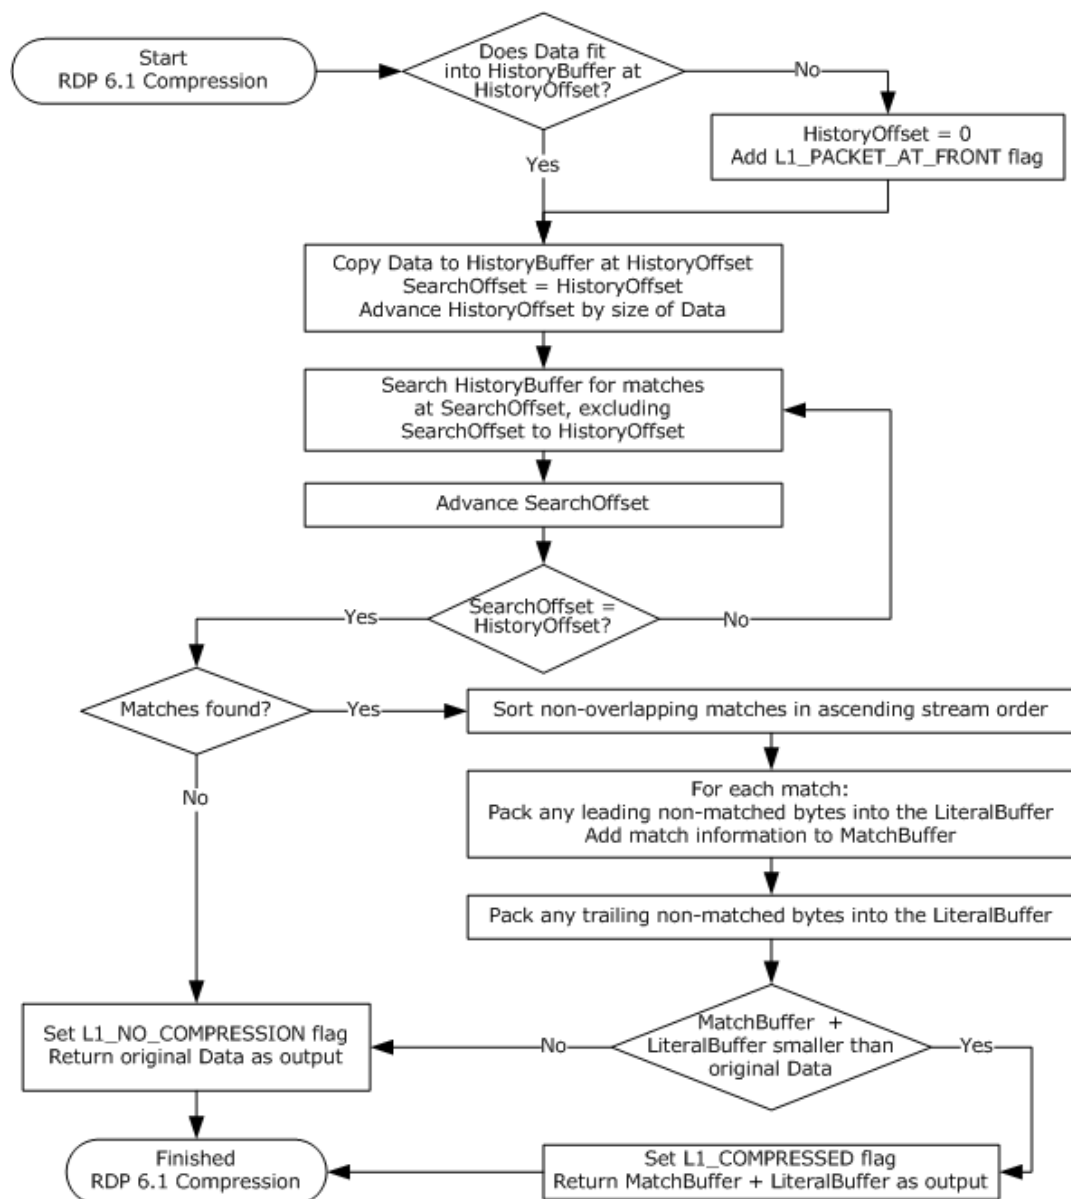 Start
RDP 6.1 Compression
Does Data fit
into HistoryBuffer at
HistoryOffset?
No
HistoryOffset = 0
Add L1_PACKET_AT_FRONT flag
Yes
Copy Data to HistoryBuffer at HistoryOffset
SearchOffset = HistoryOffset
Advance HistoryOffset by size of Data
Search HistoryBuffer for matches
at SearchOffset, excluding
SearchOffset to HistoryOffset
Advance SearchOffset
SearchOffset =
HistoryOffset?
Yes
No
Matches found?
Yes
Sort non-overlapping matches in ascending stream order
No
For each match:
Pack any leading non-matched bytes into the LiteralBuffer
Add match information to MatchBuffer
Pack any trailing non-matched bytes into the LiteralBuffer
MatchBuffer +
LiteralBuffer smaller than
original Data
No
Yes
Set L1_NO_COMPRESSION flag
Return original Data as output
Finished
RDP 6.1 Compression
Set L1_COMPRESSED flag
Return MatchBuffer + LiteralBuffer as output